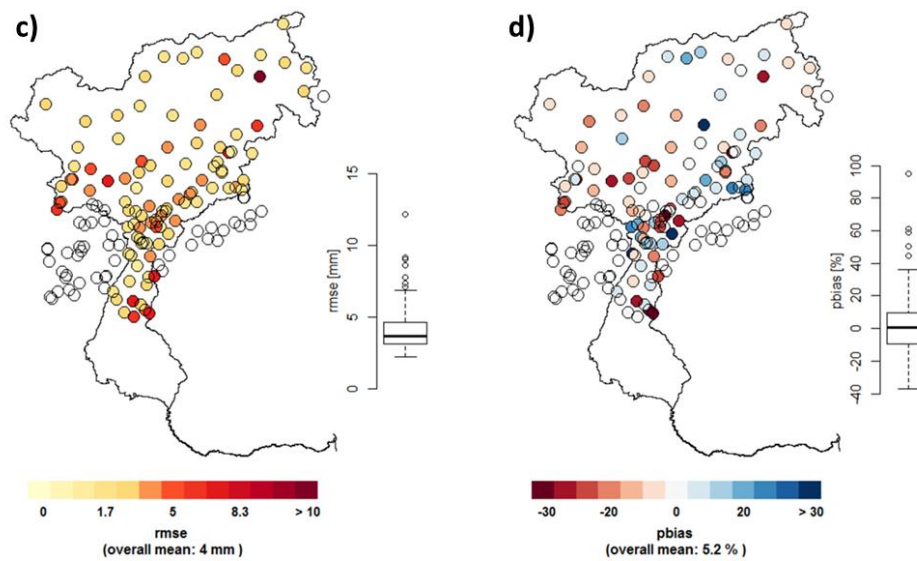 c)
15
10
5
0
rmse [mm]
0 1.7 5 8.3 > 10
rmse
(overall mean: 4 mm )
d)
100
80
60
40
20
0
-20
-40
pbias [%]
-30 -20 0 20 > 30
pbias
(overall mean: 5.2 % )